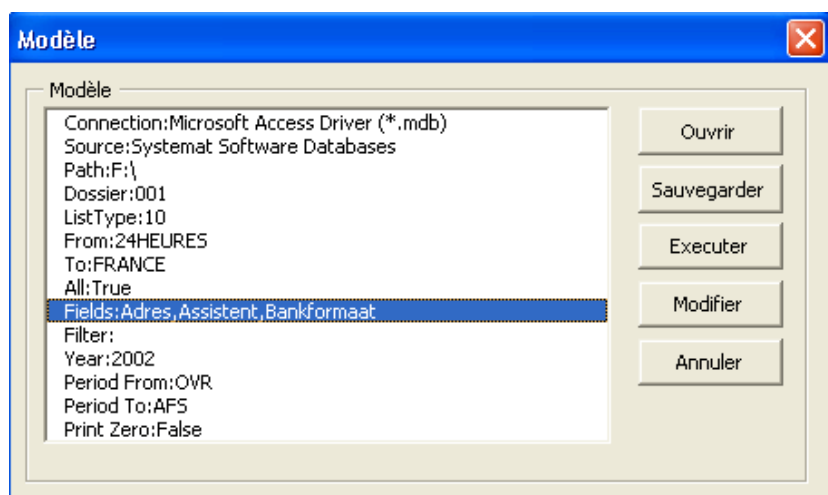 Modèle
Modèle
Connection:Microsoft Access Driver (*.mdb)
Source:Systemat Software Databases
Path:F:\
Dossier:001
ListType:10
From:24HEURES
To:FRANCE
All:True
Fields:Adres,Assistent,Bankformaat
Filter:
Year:2002
Period From:OVR
Period To:AFS
Print Zero:False
Ouvrir
Sauvegarder
Executer
Modifier
Annuler